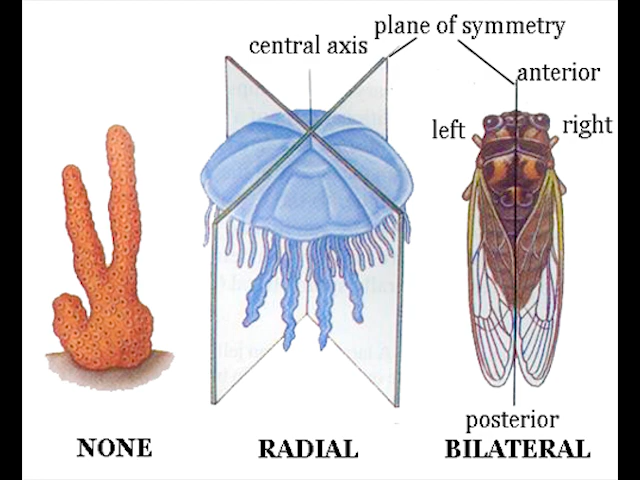 plane of symmetry
central axis
anterior
left
right
posterior
NONE
RADIAL
BILATERAL